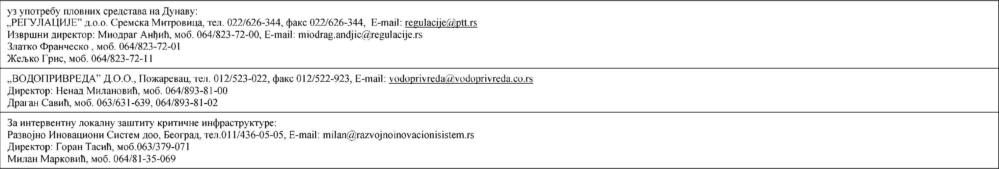 уз употребу пловних средстава на Дунаву:
„РЕГУЛАЦИЈЕ” д.о.о. Сремска Митровица, тел. 022/626-344, факс 022/626-344, E-mail: regulacije@ptt.rs
Извршни директор: Миодраг Анђић, моб. 064/823-72-00, E-mail: miodrag.andjic@regulacije.rs
Златко Франческо , моб. 064/823-72-01
Жељко Грис, моб. 064/823-72-11
„ВОДОПРИВРЕДА” Д.О.О., Пожаревац, тел. 012/523-022, факс 012/522-923, E-mail: vodoprivreda@vodoprivreda.co.rs
Директор: Ненад Милановић, моб. 064/893-81-00
Драган Савић, моб. 063/631-639, 064/893-81-02
За интервентну локалну заштиту критичне инфраструктуре:
Развојно Иновациони Систем доо, Београд, тел.011/436-05-05, E-mail: milan@razvojnoinovacionisistem.rs
Директор: Горан Тасић, моб.063/379-071
Милан Марковић, моб. 064/81-35-069